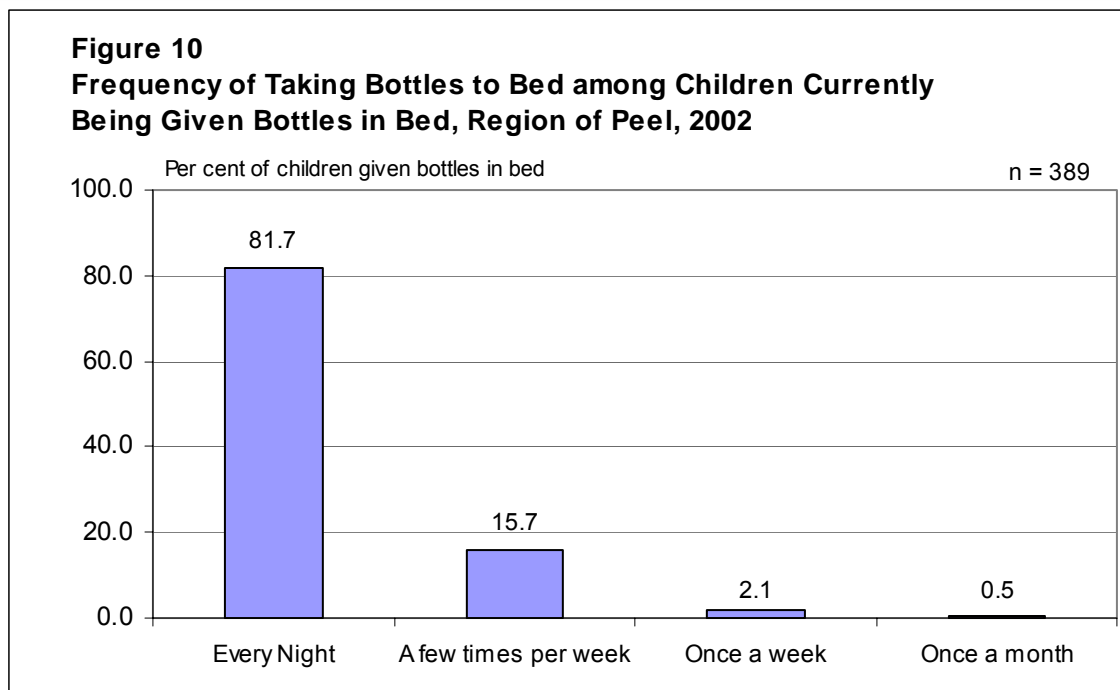 Figure 10
Frequency of Taking Bottles to Bed among Children Currently
Being Given Bottles in Bed, Region of Peel, 2002
Per cent of children given bottles in bed
n = 389
100.0
80.0
60.0
40.0
20.0
0.0
81.7
15.7
2.1
0.5
Every Night
A few times per week
Once a week
Once a month